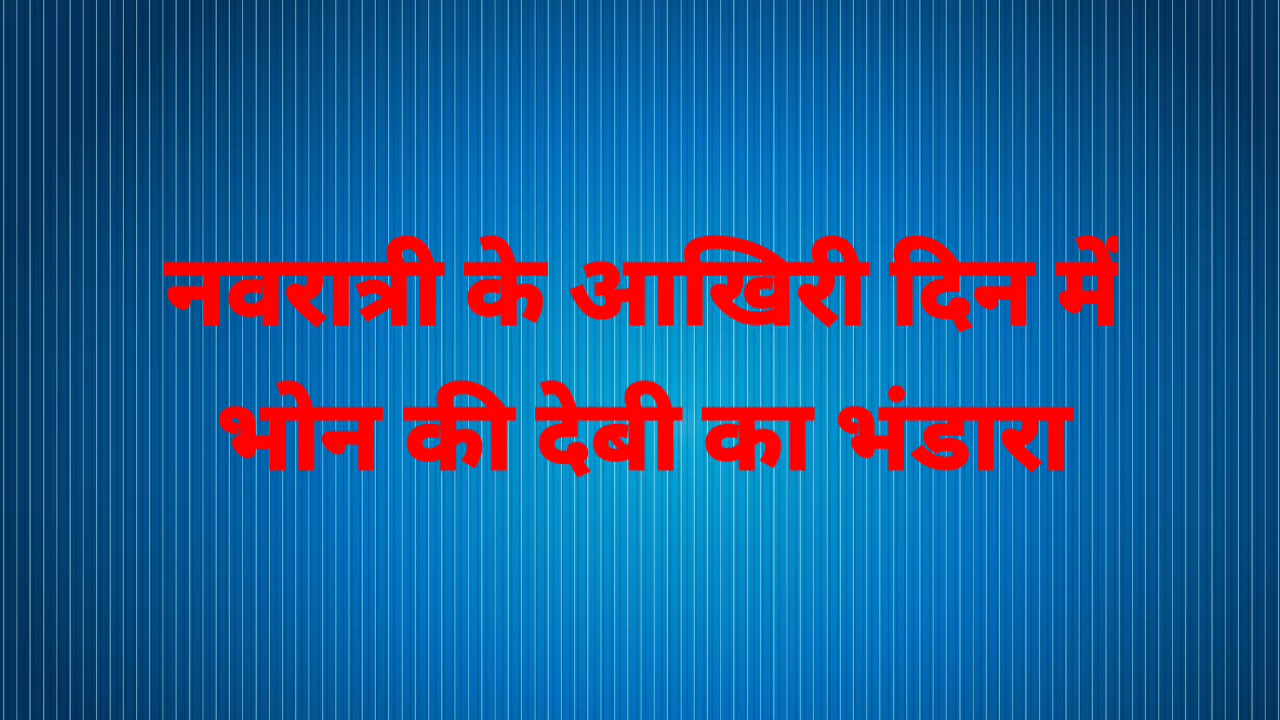 नवरात्री के आखिरी दिन में
भोन की देबी का भंडारा